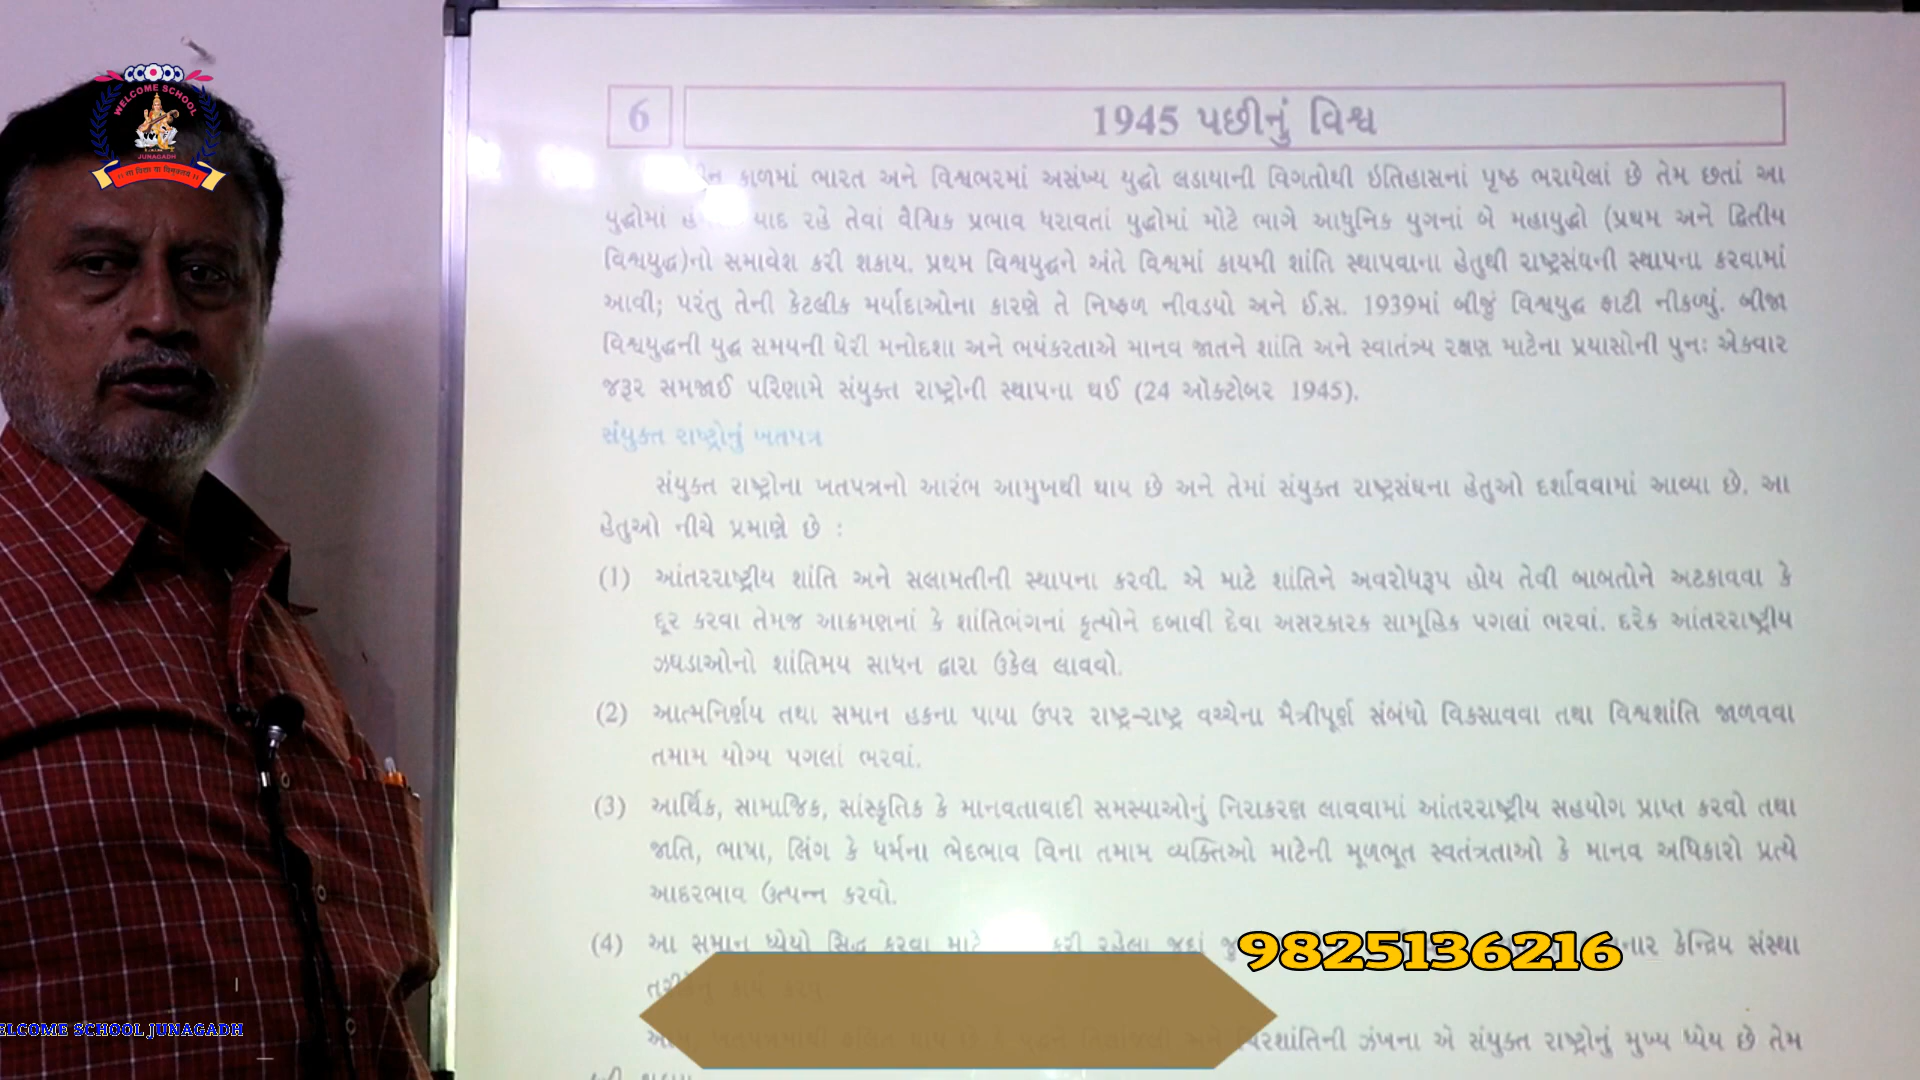 WELCOME SCHOOL
JUNAGADH
6
1945 પછીનું વિશ્વ
કાળમાં ભારત અને વિશ્વભરમાં અસંખ્ય યુદ્ધો લડાયાની વિગતોથી ઇતિહાસનાં પૃષ્ઠ ભરાયેલાં છે તેમ છતાં આ
યુદ્ધોમાં યાદ રહે તેવાં વૈશ્વિક પ્રભાવ ધરાવતાં યુદ્ધોમાં મોટે ભાગે આધુનિક યુગનાં બે મહાયુદ્ધો (પ્રથમ અને દ્વિતીય
વિશ્વયુદ્ધ)નો સમાવેશ કરી શકાય. પ્રથમ વિશ્વયુદ્ધને અંતે વિશ્વમાં કાયમી શાંતિ સ્થાપવાના હેતુથી રાષ્ટ્રસંઘની સ્થાપના કરવામાં
આવી; પરંતુ તેની કેટલીક મર્યાદાઓના કારણે તે નિષ્ફળ નીવડયો અને ઈ.સ. 1939માં બીજું વિશ્વયુદ્ધ ફાટી નીકળ્યું. બીજા
વિશ્વયુદ્ધની યુદ્ધ સમયની ઘેરી મનોદશા અને ભયંકરતાએ માનવ જાતને શાંતિ અને સ્વાતંત્ર્ય રક્ષણ માટેના પ્રયાસોની પુનઃ એકવાર
જરૂર સમજાઈ પરિણામે સંયુક્ત રાષ્ટ્રોની સ્થાપના થઈ (24 ઑક્ટોબર 1945).
સંયુક્ત રાષ્ટ્રોનું ખતપત્ર
સંયુક્ત રાષ્ટ્રોના ખતપત્રનો આરંભ આમુખથી થાય છે અને તેમાં સંયુક્ત રાષ્ટ્રસંઘના હેતુઓ દર્શાવવામાં આવ્યા છે. આ
હેતુઓ નીચે પ્રમાણે છે :
(1) આંતરરાષ્ટ્રીય શાંતિ અને સલામતીની સ્થાપના કરવી. એ માટે શાંતિને અવરોધરૂપ હોય તેવી બાબતોને અટકાવવા કે
દૂર કરવા તેમજ આક્રમણનાં કે શાંતિભંગનાં કૃત્યોને દબાવી દેવા અસરકારક સામૂહિક પગલાં ભરવાં. દરેક આંતરરાષ્ટ્રીય
ઝઘડાઓનો શાંતિમય સાધન દ્વારા ઉકેલ લાવવો.
(2) આત્મનિર્ણય તથા સમાન હકના પાયા ઉપર રાષ્ટ્ર-રાષ્ટ્ર વચ્ચેના મૈત્રીપૂર્ણ સંબંધો વિકસાવવા તથા વિશ્વશાંતિ જાળવવા
તમામ યોગ્ય પગલાં ભરવાં.
(3) આર્થિક, સામાજિક, સાંસ્કૃતિક કે માનવતાવાદી સમસ્યાઓનું નિરાકરણ લાવવામાં આંતરરાષ્ટ્રીય સહયોગ પ્રાપ્ત કરવો તથા
જાતિ, ભાષા, લિંગ કે ધર્મના ભેદભાવ વિના તમામ વ્યક્તિઓ માટેની મૂળભૂત સ્વતંત્રતાઓ કે માનવ અધિકારો પ્રત્યે
આદરભાવ ઉત્પન્ન કરવો.
(4) આ સમાન ધ્યેયો સિદ્ધ કરવા માટે કરી રહેલા જુદાં કેન્દ્રિય સંસ્થા
9825136216
ચિરશાંતિની ઝંખના એ સંયુક્ત રાષ્ટ્રોનું મુખ્ય ધ્યેય છે તેમ
ELCOME SCHOOL JUNAGADH